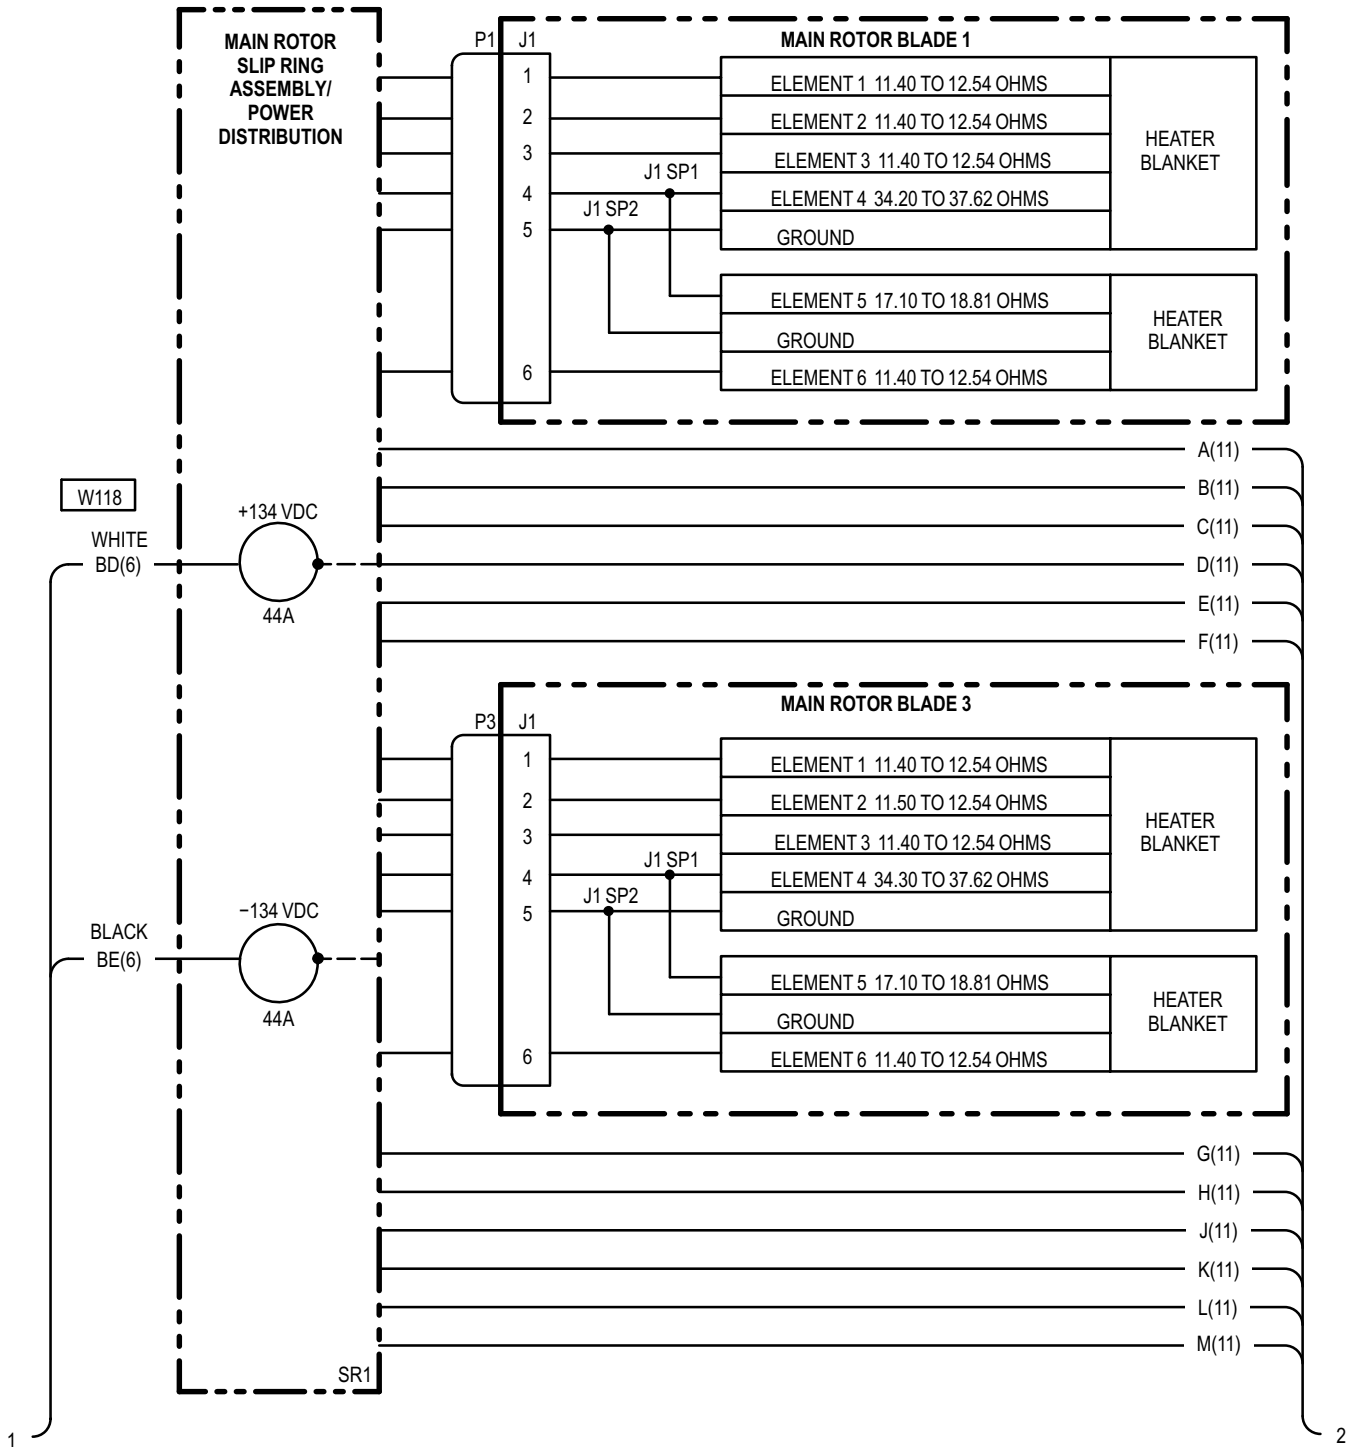 MAIN ROTOR
SLIP RING
ASSEMBLY/
POWER
DISTRIBUTION
P1 J1
MAIN ROTOR BLADE 1
1
2
3
4
5
6
J1 SP1
J1 SP2
ELEMENT 1 11.40 TO 12.54 OHMS
ELEMENT 2 11.40 TO 12.54 OHMS
ELEMENT 3 11.40 TO 12.54 OHMS
ELEMENT 4 34.20 TO 37.62 OHMS
GROUND
HEATER
BLANKET
ELEMENT 5 17.10 TO 18.81 OHMS
GROUND
ELEMENT 6 11.40 TO 12.54 OHMS
HEATER
BLANKET
A(11)
B(11)
C(11)
D(11)
E(11)
F(11)
W118
WHITE
BD(6)
+134 VDC
44A
P3 J1
MAIN ROTOR BLADE 3
1
2
3
4
5
6
J1 SP1
J1 SP2
ELEMENT 1 11.40 TO 12.54 OHMS
ELEMENT 2 11.50 TO 12.54 OHMS
ELEMENT 3 11.40 TO 12.54 OHMS
ELEMENT 4 34.30 TO 37.62 OHMS
GROUND
HEATER
BLANKET
ELEMENT 5 17.10 TO 18.81 OHMS
GROUND
ELEMENT 6 11.40 TO 12.54 OHMS
HEATER
BLANKET
BLACK
BE(6)
−134 VDC
44A
G(11)
H(11)
J(11)
K(11)
L(11)
M(11)
SR1
1
2